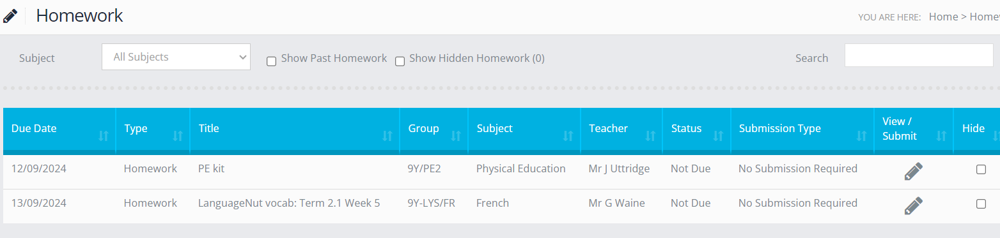 Homework
YOU ARE HERE: Home > Home
Subject All Subjects Show Past Homework Show Hidden Homework (0) Search
Due Date Type Title Group Subject Teacher Status Submission Type View / Submit Hide
12/09/2024 Homework PE kit 9Y/PE2 Physical Education Mr J Uttridge Not Due No Submission Required
13/09/2024 Homework LanguageNut vocab: Term 2.1 Week 5 9Y-LYS/FR French Mr G Waine Not Due No Submission Required